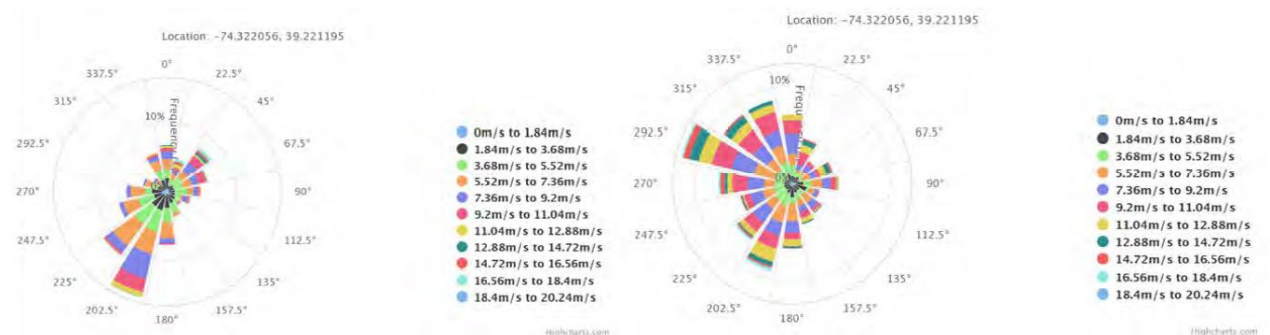 Location: -74.322056, 39.221195
0°
22.5°
45°
67.5°
90°
112.5°
135°
157.5°
180°
202.5°
225°
247.5°
270°
292.5°
315°
337.5°
10%
Frequency
0m/s to 1.84m/s
1.84m/s to 3.68m/s
3.68m/s to 5.52m/s
5.52m/s to 7.36m/s
7.36m/s to 9.2m/s
9.2m/s to 11.04m/s
11.04m/s to 12.88m/s
12.88m/s to 14.72m/s
14.72m/s to 16.56m/s
16.56m/s to 18.4m/s
18.4m/s to 20.24m/s
Highcharts.com
Location: -74.322056, 39.221195
0°
22.5°
45°
67.5°
90°
112.5°
135°
157.5°
180°
202.5°
225°
247.5°
270°
292.5°
315°
337.5°
10%
Frequency
0m/s to 1.84m/s
1.84m/s to 3.68m/s
3.68m/s to 5.52m/s
5.52m/s to 7.36m/s
7.36m/s to 9.2m/s
9.2m/s to 11.04m/s
11.04m/s to 12.88m/s
12.88m/s to 14.72m/s
14.72m/s to 16.56m/s
16.56m/s to 18.4m/s
18.4m/s to 20.24m/s
Highcharts.com